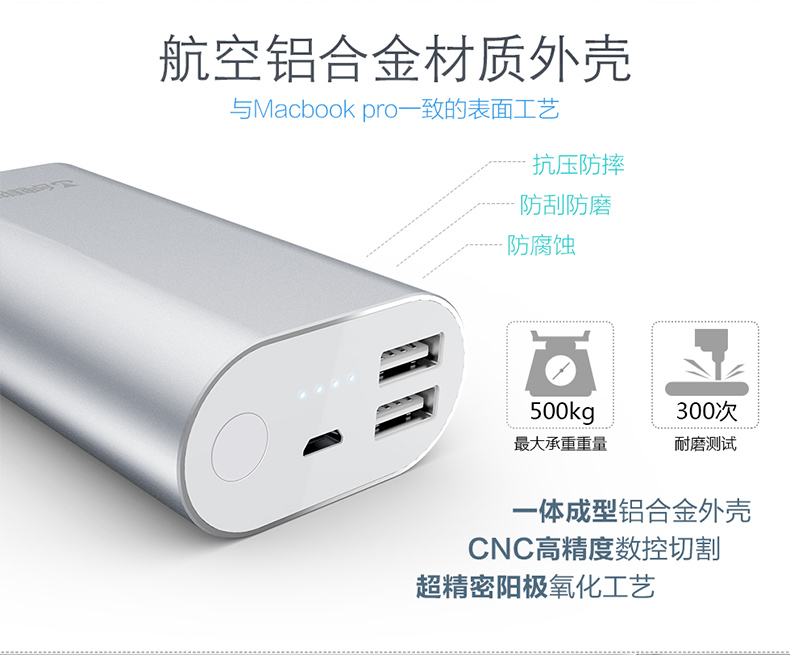 航空铝合金材质外壳
与Macbook pro一致的表面工艺
抗压防摔
防刮防磨
防腐蚀
500kg
最大承重重量
300次
耐磨测试
一体成型铝合金外壳
CNC高精度数控切割
超精密阳极氧化工艺